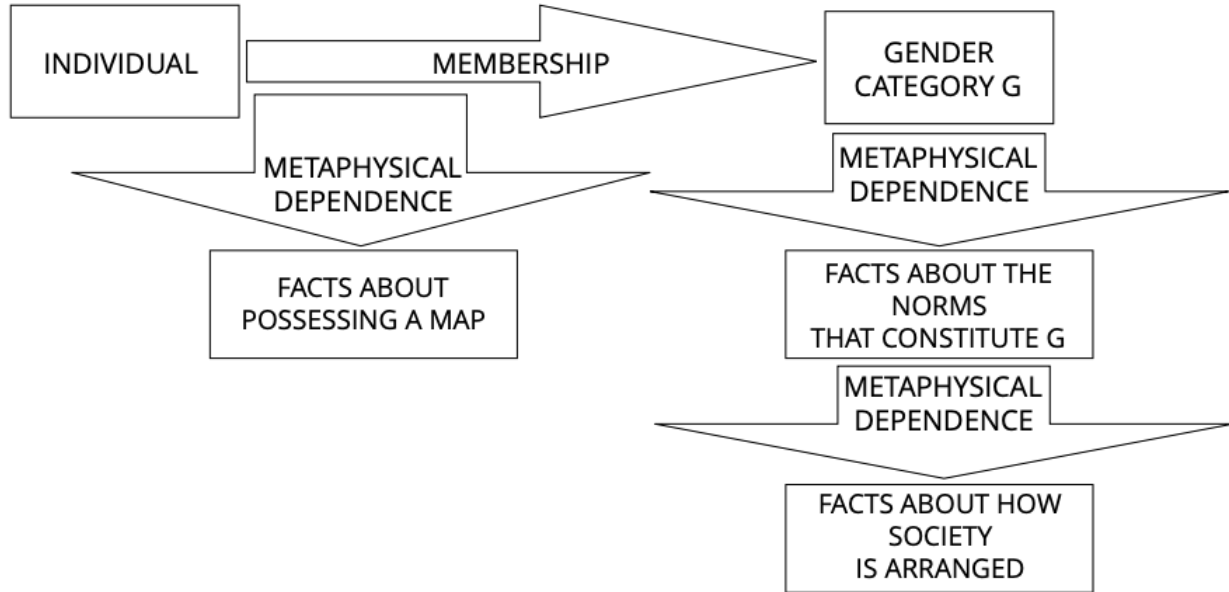 INDIVIDUAL
MEMBERSHIP
GENDER
CATEGORY G
METAPHYSICAL
DEPENDENCE
METAPHYSICAL
DEPENDENCE
FACTS ABOUT
POSSESSING A MAP
FACTS ABOUT THE
NORMS
THAT CONSTITUTE G
METAPHYSICAL
DEPENDENCE
FACTS ABOUT HOW
SOCIETY
IS ARRANGED